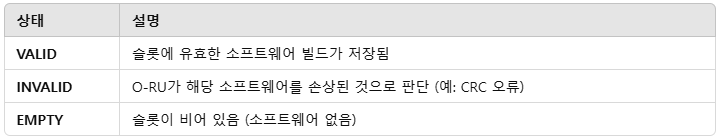 상태 설명
VALID 슬롯에 유효한 소프트웨어 빌드가 저장됨
INVALID O-RU가 해당 소프트웨어를 손상된 것으로 판단 (예: CRC 오류)
EMPTY 슬롯이 비어 있음 (소프트웨어 없음)